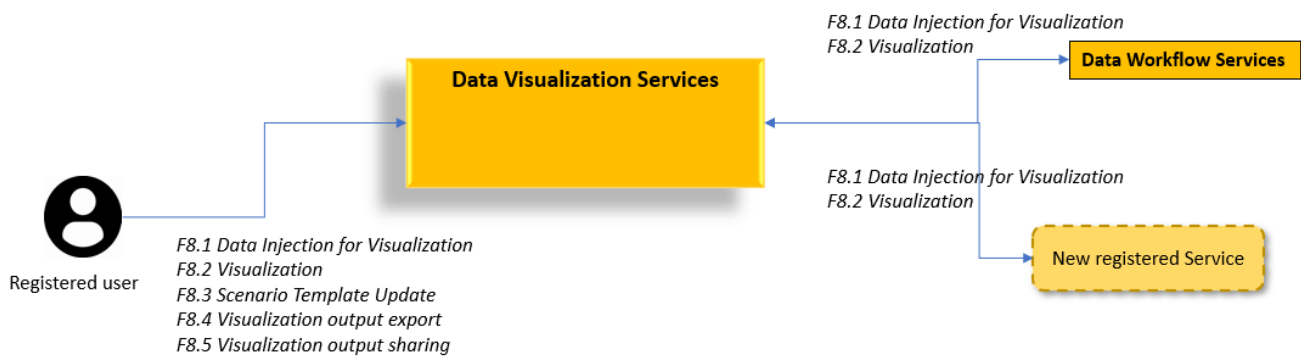 F8.1 Data Injection for Visualization
F8.2 Visualization
Data Workflow Services
Data Visualization Services
F8.1 Data Injection for Visualization
F8.2 Visualization
New registered Service
Registered user
F8.1 Data Injection for Visualization
F8.2 Visualization
F8.3 Scenario Template Update
F8.4 Visualization output export
F8.5 Visualization output sharing